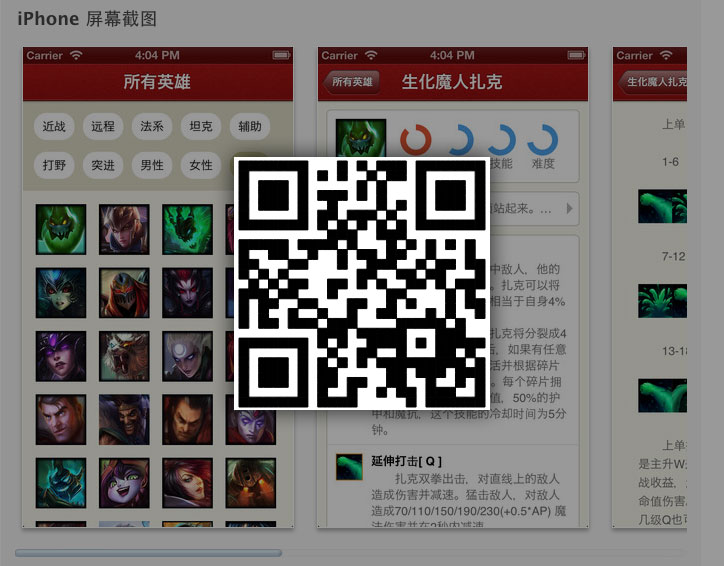 iPhone 屏幕截图
Carrier 4:04 PM
所有英雄
近战 远程 法系 坦克 辅助
打野 突进 男性 女性
Carrier 4:04 PM
所有英雄 生化魔人扎克
技能 难度
站起来。...
中敌人，他的
。扎克可以将
相当于自身4%
扎克将分裂成4
后，如果有任意
活并根据碎片
。每个碎片拥
值，50%的护
甲和魔抗，这个技能的冷却时间为5分
钟。
延伸打击[ Q ]
扎克双拳出击，对直线上的敌人
造成伤害并减速。猛击敌人，对敌人
造成70/110/150/190/230(+0.5*AP) 魔
法伤害并在2秒内减速
Carrier
生化魔人扎克
上单
1-6
7-12
13-18
上单
是主升W
战收益，
命值伤害
几级Q也可